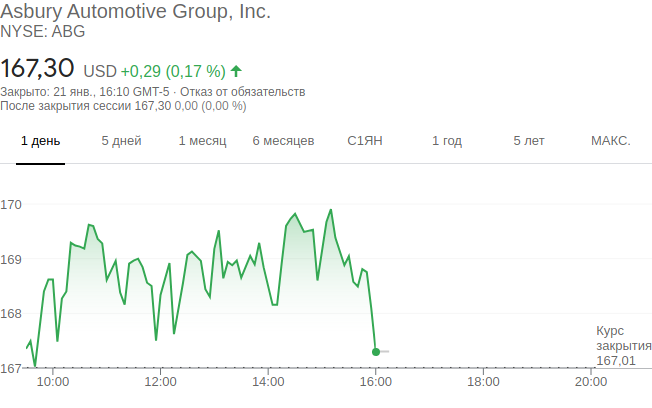 Asbury Automotive Group, Inc.
NYSE: ABG
167,30 USD +0,29 (0,17 %)
Закрыто: 21 янв., 16:10 GMT-5 · Отказ от обязательств
После закрытия сессии 167,30 0,00 (0,00 %)
1 день 5 дней 1 месяц 6 месяцев С1ЯН 1 год 5 лет МАКС.
170
169
168
Курс
закрытия
167,01
167
10:00 12:00 14:00 16:00 18:00 20:00